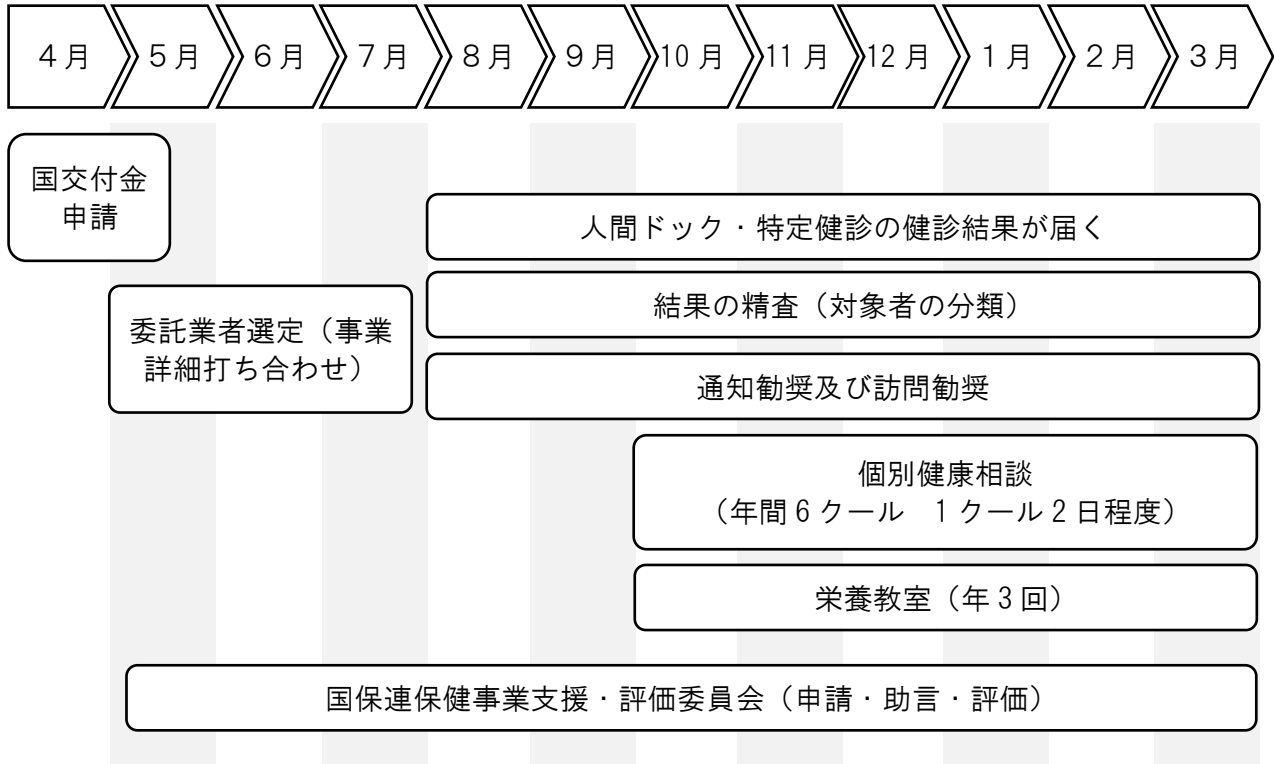 ４月 ５月 ６月 ７月 ８月 ９月 10月 11月 12月 １月 ２月 ３月
国交付金
申請
人間ドック・特定健診の健診結果が届く
結果の精査（対象者の分類）
委託業者選定（事業
詳細打ち合わせ）
通知勧奨及び訪問勧奨
個別健康相談
（年間６クール　１クール２日程度）
栄養教室（年３回）
国保連保健事業支援・評価委員会（申請・助言・評価）